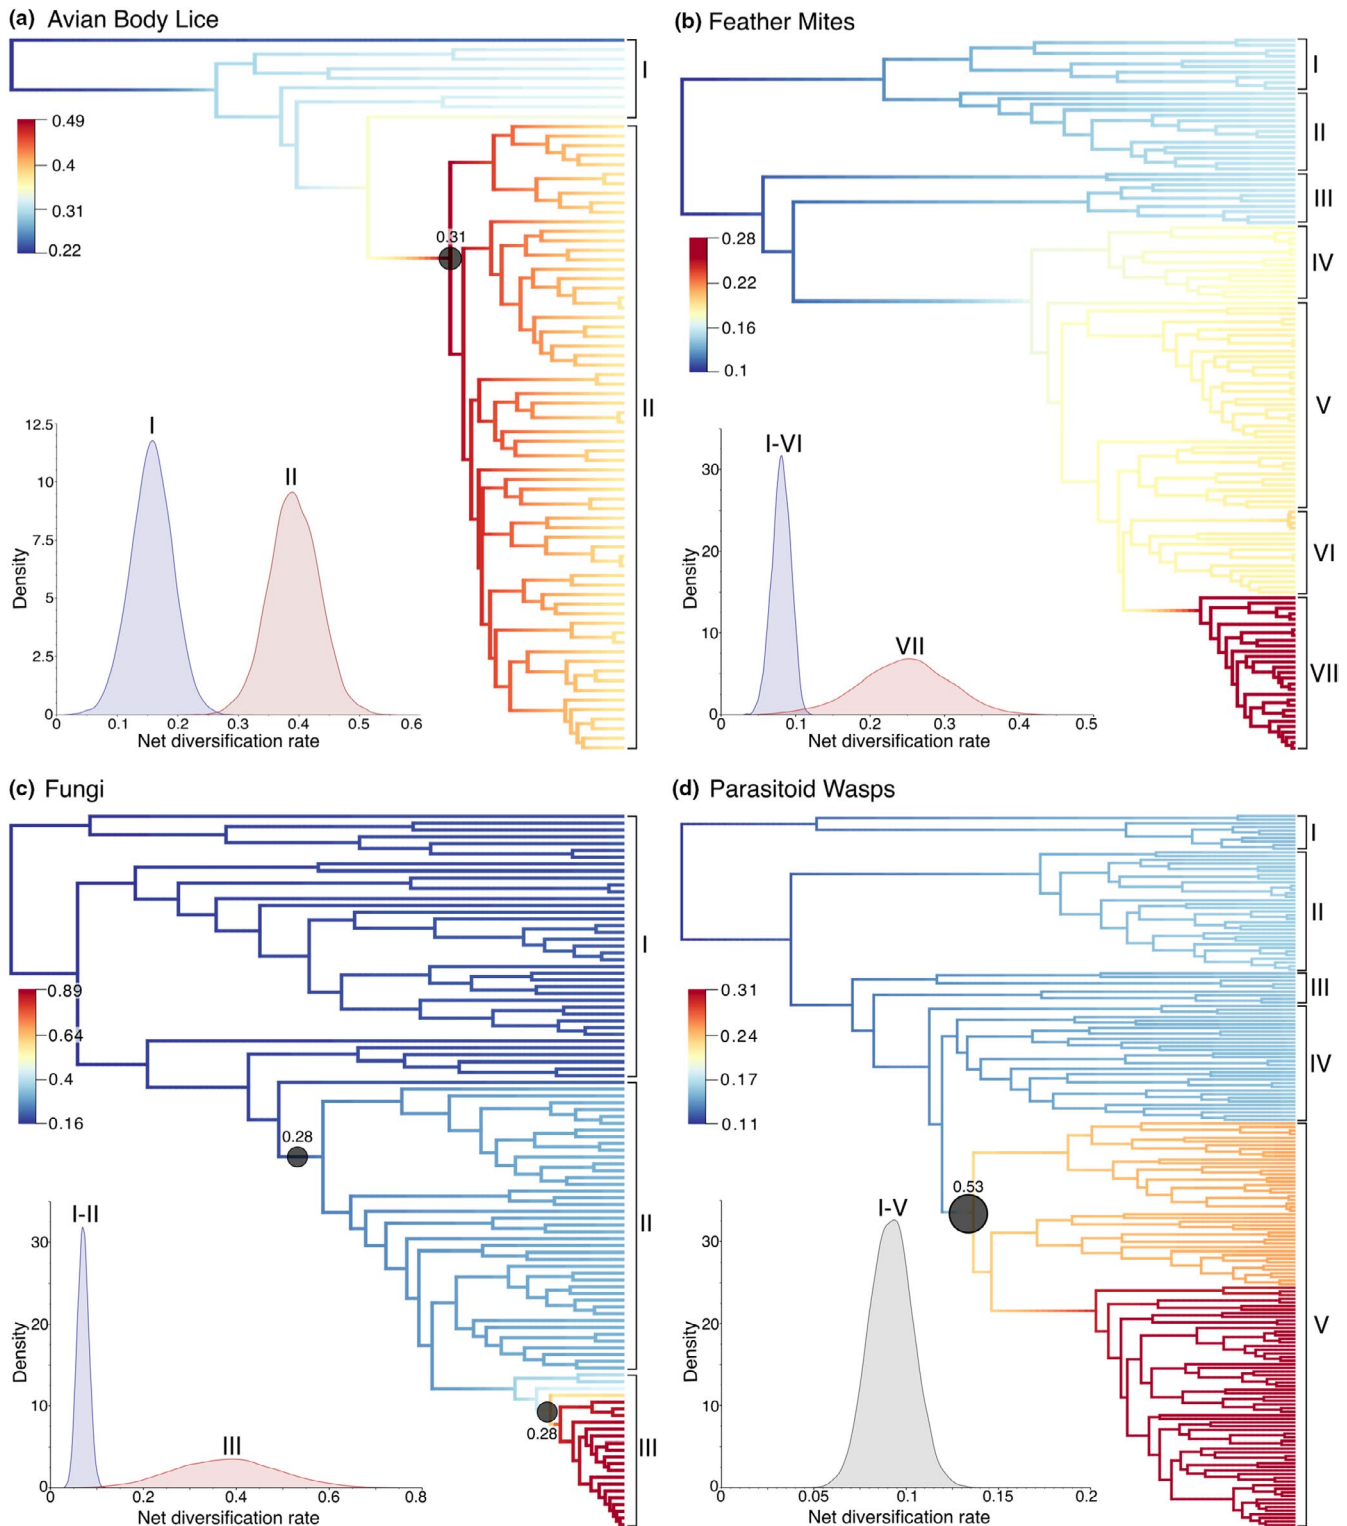 (a) Avian Body Lice
I
0.49
0.4
0.31
0.22
0.31
II
12.5
10
7.5
5
2.5
0
Density
I
II
0 0.1 0.2 0.3 0.4 0.5 0.6
Net diversification rate
(b) Feather Mites
I
II
III
IV
V
VI
VII
0.28
0.22
0.16
0.1
30
20
10
0
Density
I-VI
VII
0.1 0.2 0.3 0.4 0.5
Net diversification rate
(c) Fungi
I
II
III
0.89
0.64
0.4
0.16
0.28
0.28
30
20
10
0
Density
I-II
III
0 0.2 0.4 0.6 0.8
Net diversification rate
(d) Parasitoid Wasps
I
II
III
IV
V
0.31
0.24
0.17
0.11
0.53
30
20
10
0
Density
I-V
0.05 0.1 0.15 0.2
Net diversification rate